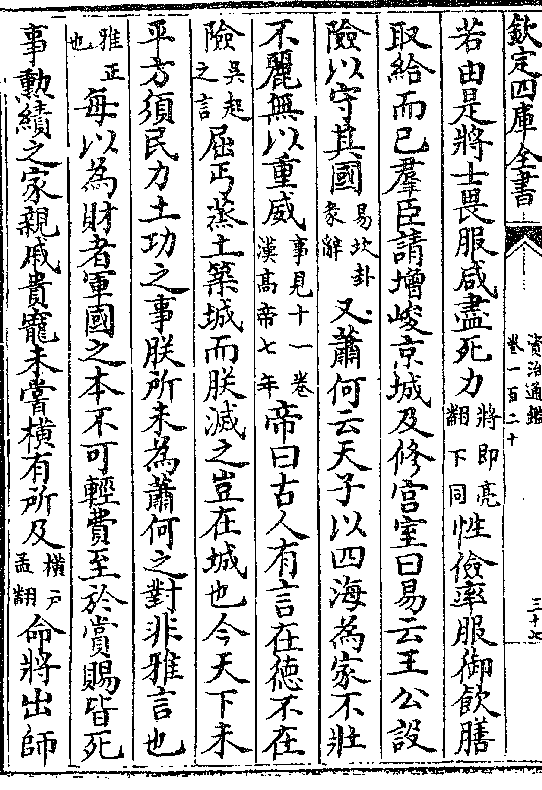 欽定四庫全書
資治通鑑
卷一百二十
三十七
若由是將士畏服咸盡死力將即亮翻下同性儉率服御飲膳
取給而已羣臣請增峻京城及修宫室曰易云王公設
險以守其國易坎卦彖辭又蕭何云天子以四海為家不壯
不麗無以重威事見十一卷漢高帝七年帝曰古人有言在徳不在
險吳起之言屈丐蒸土築城而朕滅之豈在城也今天下未
平方須民力土功之事朕所未為蕭何之對非雅言也
雅正也每以為財者軍國之本不可輕費至於賞賜皆死
事勲績之家親戚貴寵未嘗横有所及横戸孟翻命將出師